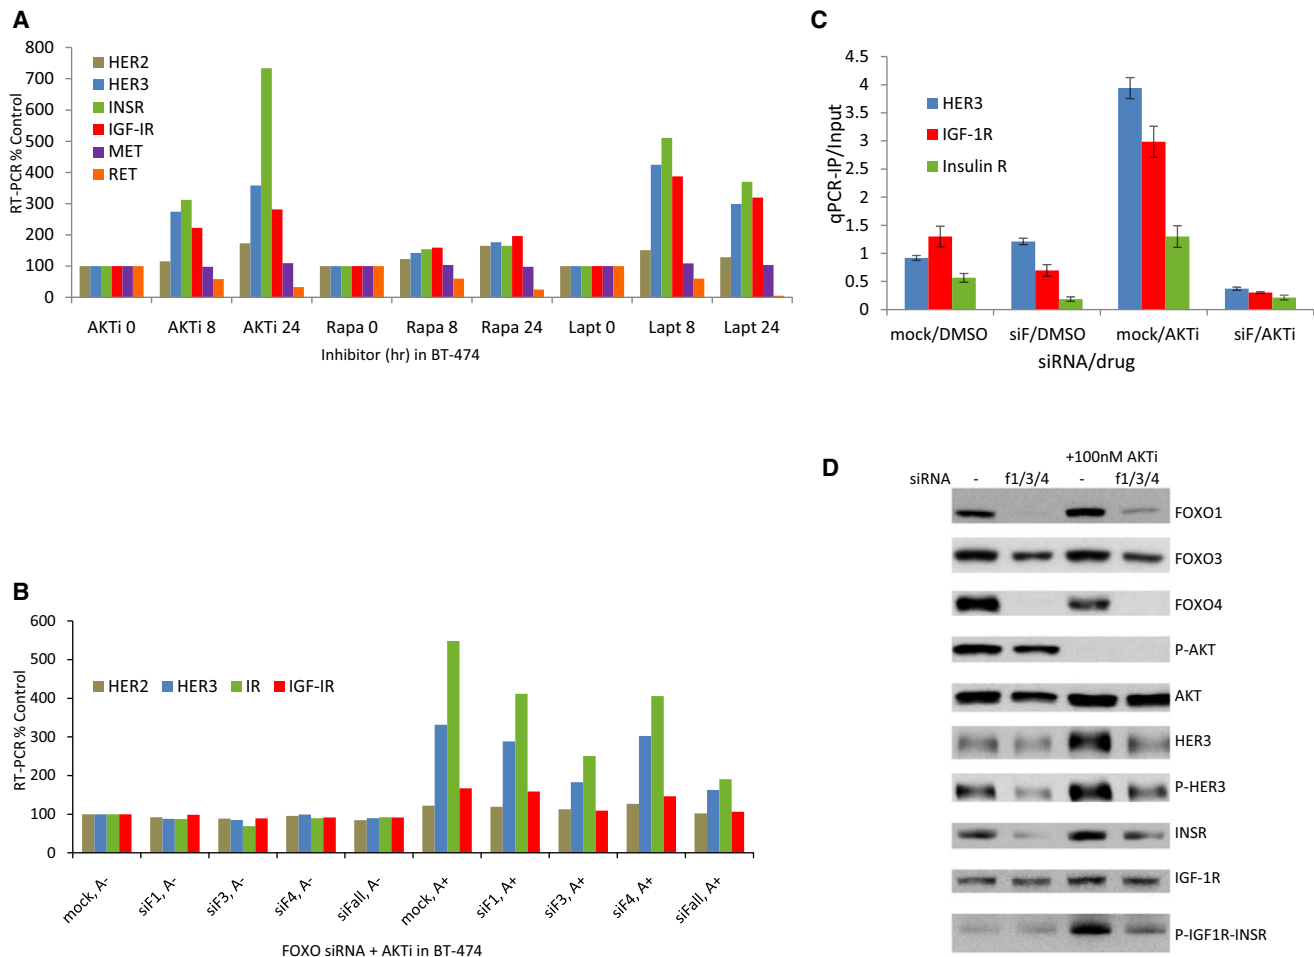 A
800
700
600
500
400
300
200
100
0
RT-PCR % Control
HER2
HER3
INSR
IGF-IR
MET
RET
AKTi 0 AKTi 8 AKTi 24 Rapa 0 Rapa 8 Rapa 24 Lapt 0 Lapt 8 Lapt 24
Inhibitor (hr) in BT-474
B
600
500
400
300
200
100
0
RT-PCR % Control
HER2 HER3 IR IGF-IR
mock, A- siF1, A- siF3, A- siF4, A- siFall, A- mock, A+ siF1, A+ siF3, A+ siF4, A+ siFall, A+
FOXO siRNA + AKTi in BT-474
C
4.5
4
3.5
3
2.5
2
1.5
1
0.5
0
qPCR-IP/Input
HER3
IGF-1R
Insulin R
mock/DMSO siF/DMSO mock/AKTi siF/AKTi
siRNA/drug
D
+100nM AKTi
siRNA - f1/3/4 - f1/3/4
FOXO1
FOXO3
FOXO4
P-AKT
AKT
HER3
P-HER3
INSR
IGF-1R
P-IGF1R-INSR